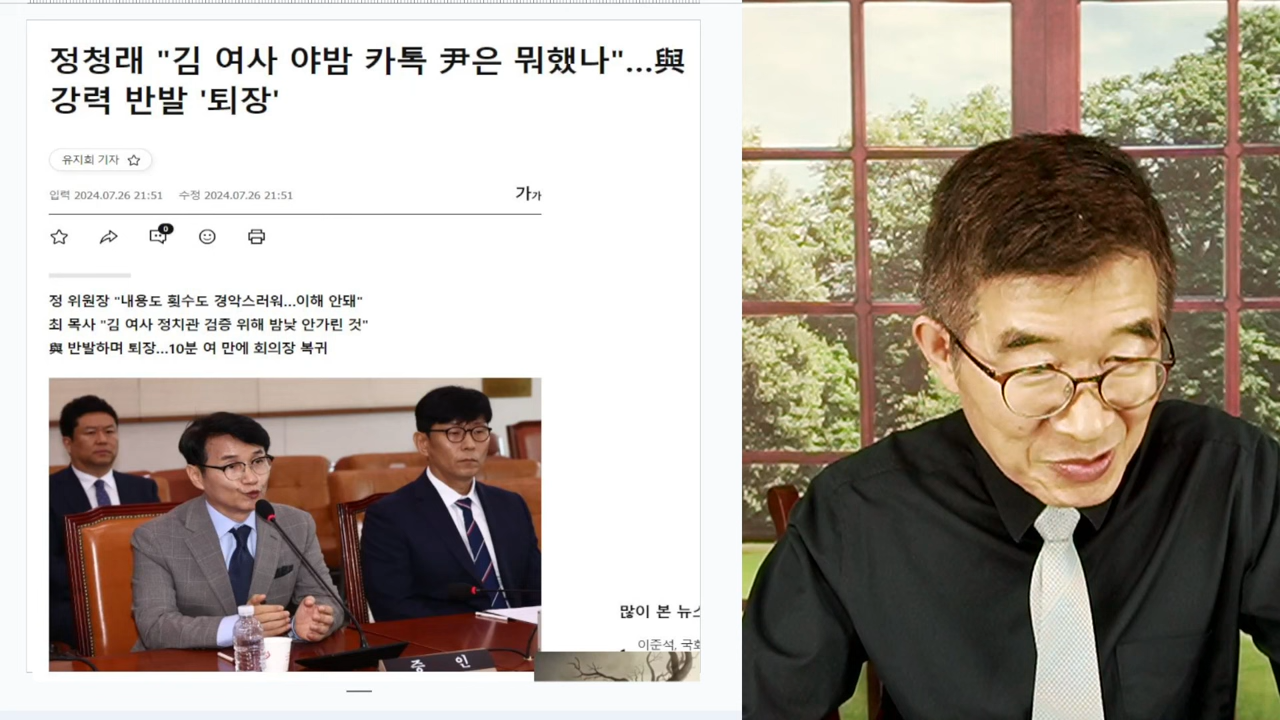 정청래 "김 여사 야밤 카톡 尹은 뭐했나"...與
강력 반발 '퇴장'
유지희 기자
입력 2024.07.26 21:51 수정 2024.07.26 21:51
가가
0
정 위원장 "내용도 횟수도 경악스러워...이해 안돼"
최 목사 "김 여사 정치관 검증 위해 밤낮 안가린 것"
與 반발하며 퇴장...10분 여 만에 회의장 복귀
증 인
많이 본 뉴스
이준석, 국회